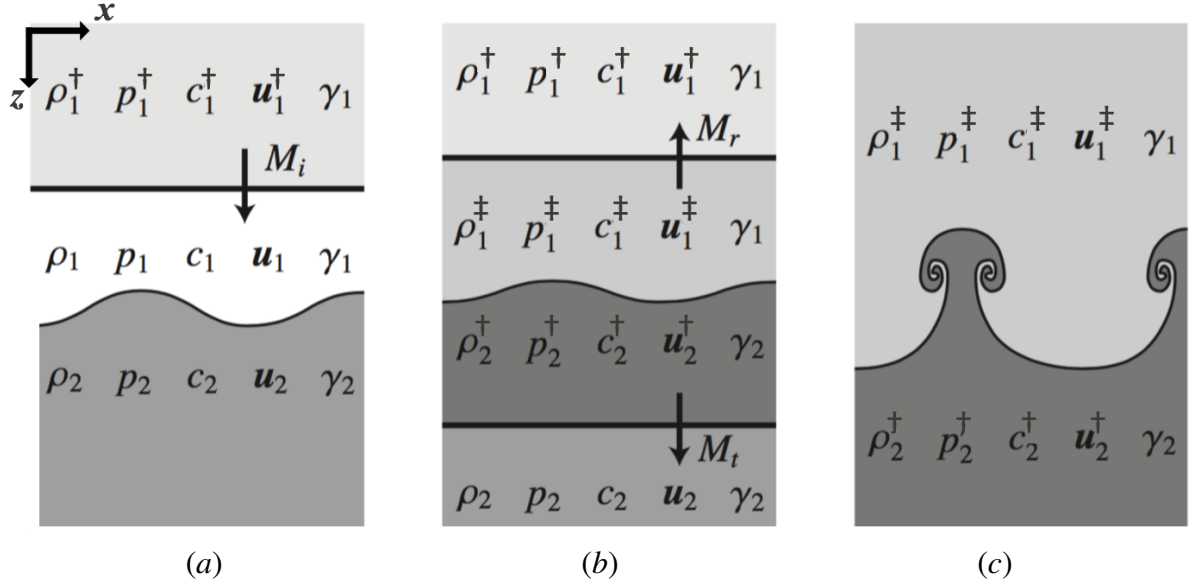 x
z
ρ₁† p₁† c₁† u₁† γ₁
Mᵢ
ρ₁ p₁ c₁ u₁ γ₁
ρ₂ p₂ c₂ u₂ γ₂
(a)
ρ₁† p₁† c₁† u₁† γ₁
Mᵣ
ρ₁‡ p₁‡ c₁‡ u₁‡ γ₁
ρ₂† p₂† c₂† u₂† γ₂
Mₜ
ρ₂ p₂ c₂ u₂ γ₂
(b)
ρ₁‡ p₁‡ c₁‡ u₁‡ γ₁
ρ₂† p₂† c₂† u₂† γ₂
(c)